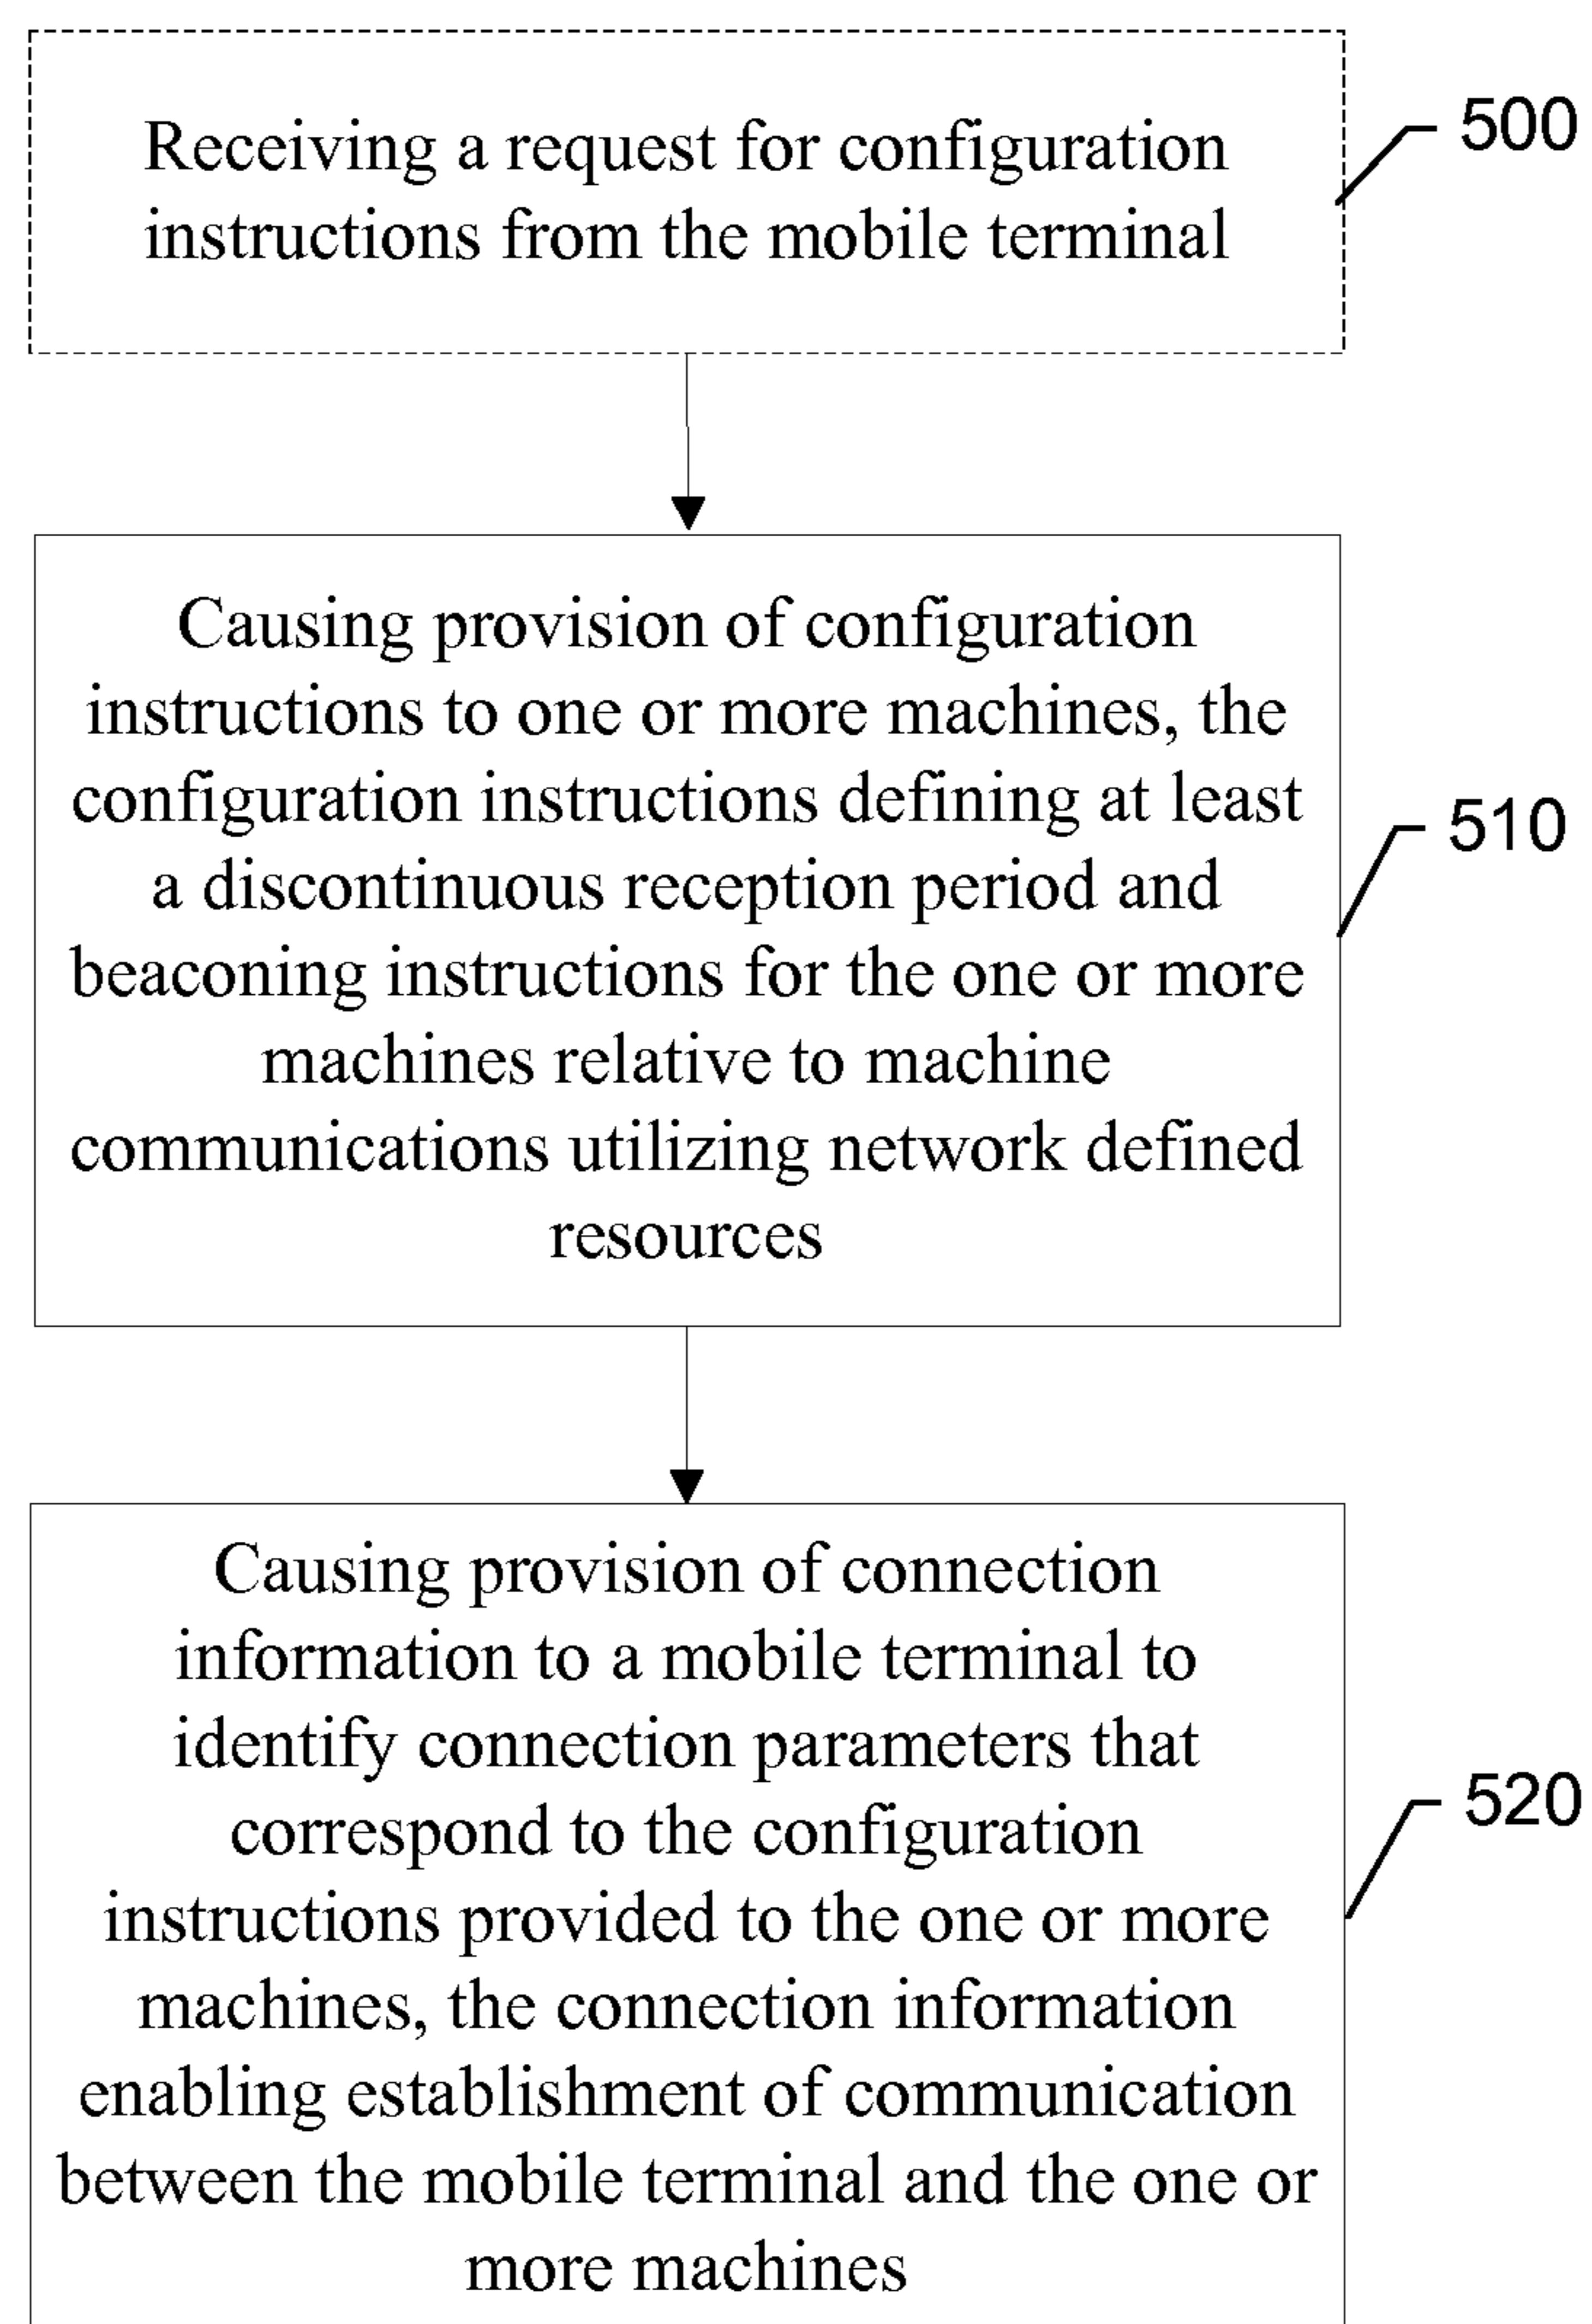 Receiving a request for configuration
instructions from the mobile terminal
500
Causing provision of configuration
instructions to one or more machines, the
configuration instructions defining at least
a discontinuous reception period and
beaconing instructions for the one or more
machines relative to machine
communications utilizing network defined
resources
510
Causing provision of connection
information to a mobile terminal to
identify connection parameters that
correspond to the configuration
instructions provided to the one or more
machines, the connection information
enabling establishment of communication
between the mobile terminal and the one or
more machines
520